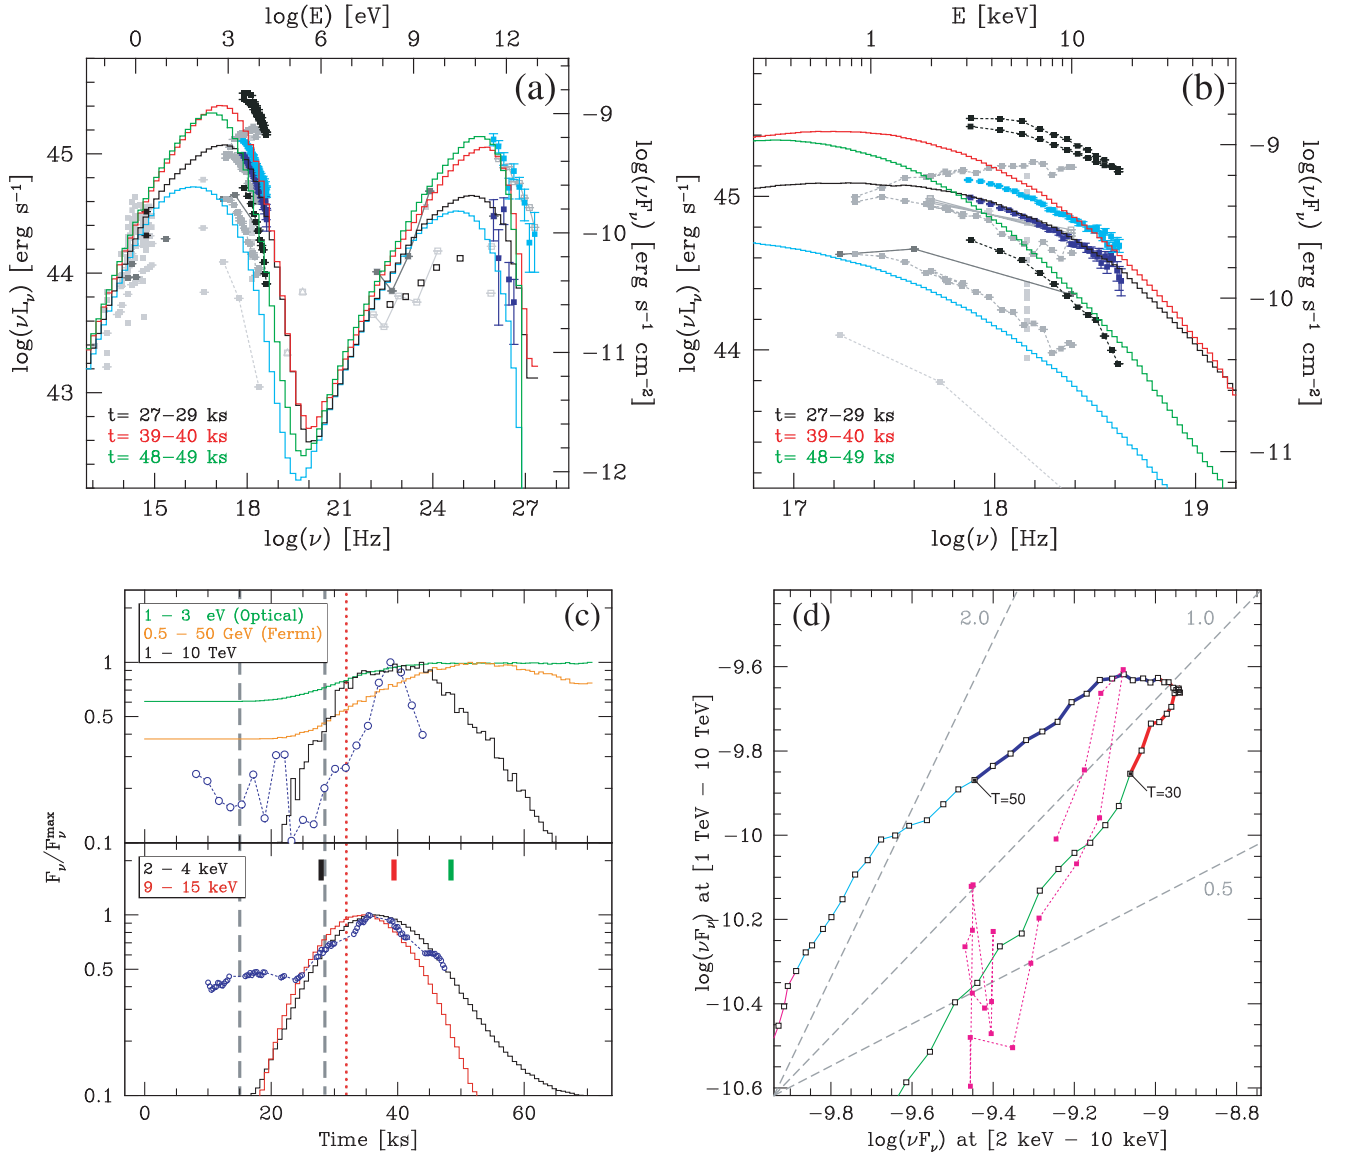 log(E) [eV]
0 3 6 9 12
(a)
log(νLν) [erg s⁻¹]
45
44
43
−9
−10
−11
−12
log(νFν) [erg s⁻¹ cm⁻²]
t= 27−29 ks
t= 39−40 ks
t= 48−49 ks
15 18 21 24 27
log(ν) [Hz]
E [keV]
1 10
(b)
log(νLν) [erg s⁻¹]
45
44
−9
−10
−11
log(νFν) [erg s⁻¹ cm⁻²]
t= 27−29 ks
t= 39−40 ks
t= 48−49 ks
17 18 19
log(ν) [Hz]
1 − 3 eV (Optical)
0.5 − 50 GeV (Fermi)
1 − 10 TeV
(c)
1
0.5
0.1
Fν/Fνmax
2 − 4 keV
9 − 15 keV
1
0.5
0.1
0 20 40 60
Time [ks]
(d)
2.0
1.0
0.5
T=50
T=30
log(νFν) at [1 TeV − 10 TeV]
−9.6
−9.8
−10
−10.2
−10.4
−10.6
−9.8 −9.6 −9.4 −9.2 −9 −8.8
log(νFν) at [2 keV − 10 keV]